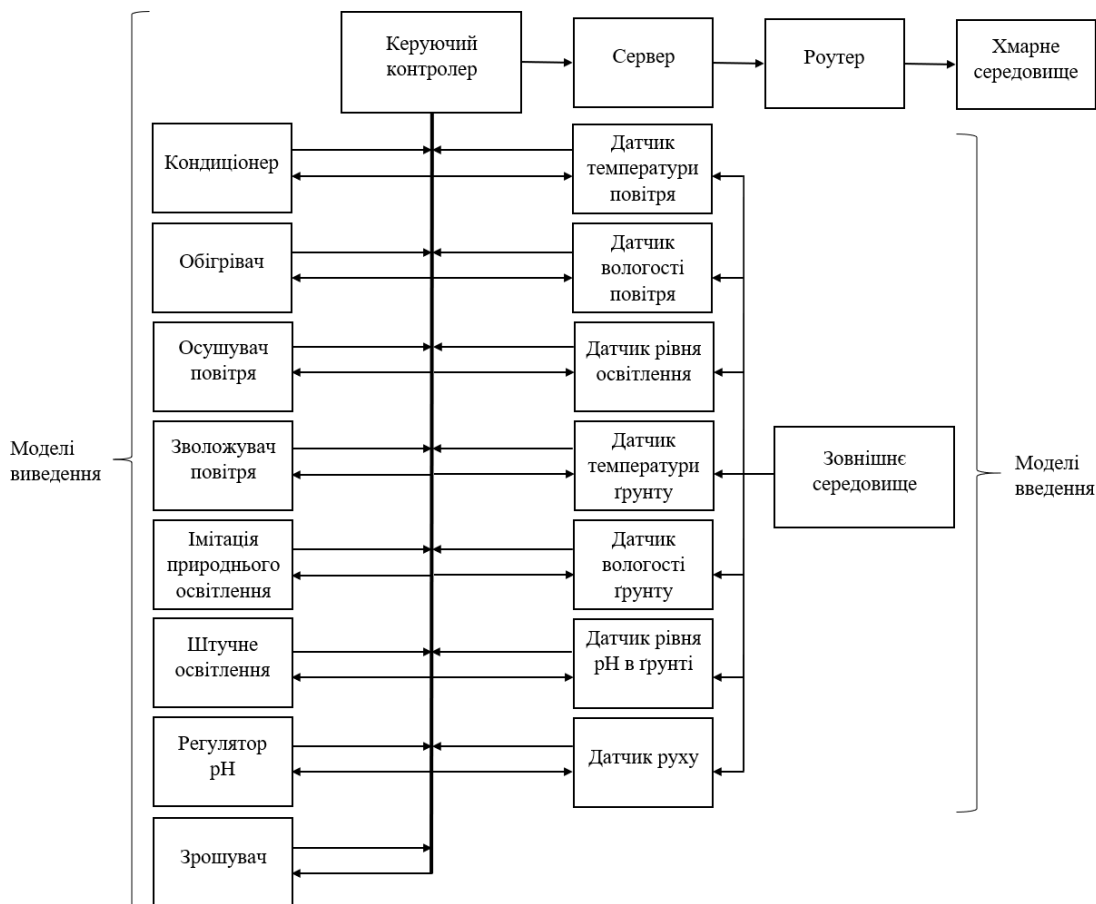 Керуючий
контролер
Сервер
Роутер
Хмарне
середовище
Кондиціонер
Датчик
температури
повітря
Обігрівач
Датчик
вологості
повітря
Осушувач
повітря
Датчик рівня
освітлення
Моделі
виведення
Зволожувач
повітря
Датчик
температури
ґрунту
Зовнішнє
середовище
Моделі
введення
Імітація
природнього
освітлення
Датчик
вологості
ґрунту
Штучне
освітлення
Датчик рівня
pH в ґрунті
Регулятор
pH
Датчик руху
Зрошувач